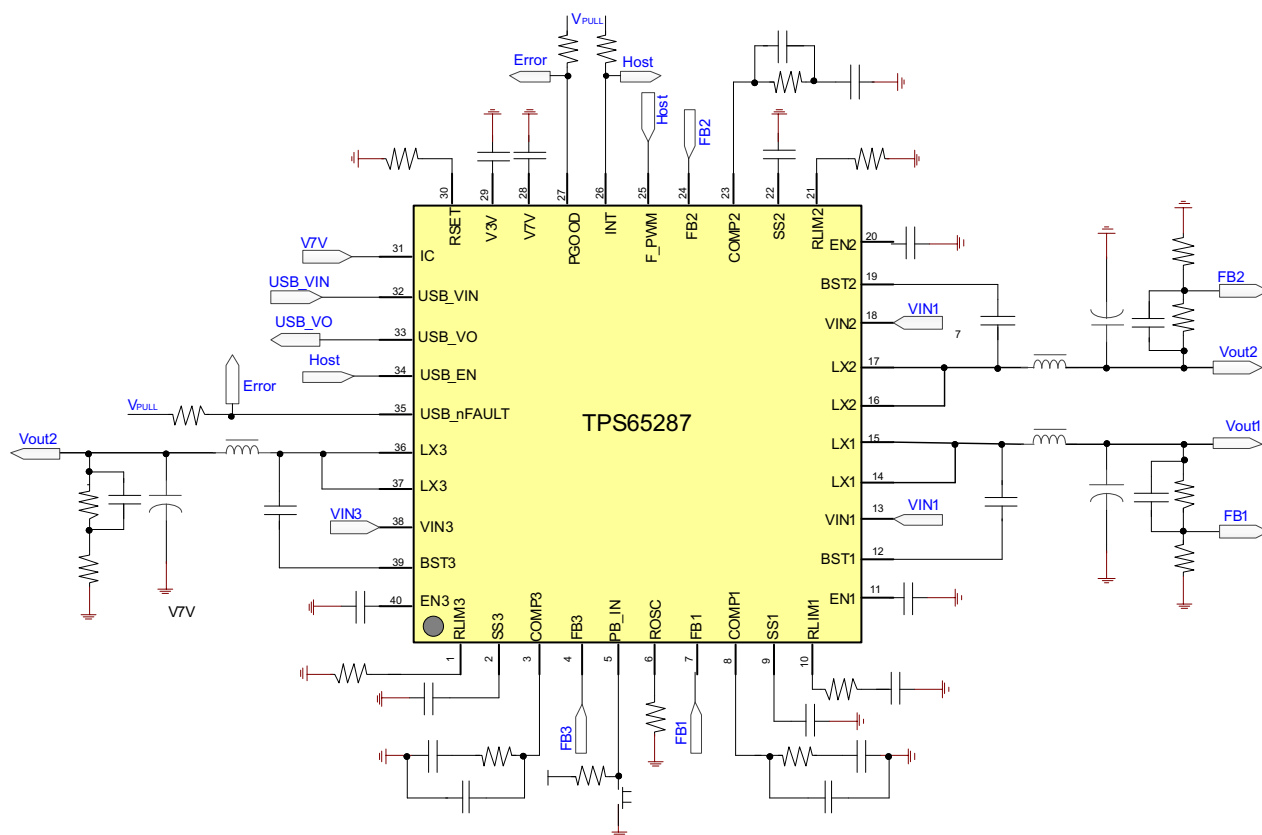 VPULL
Error
Host
Host
FB2
30
29
28
27
26
25
24
23
22
21
RSET
V3V
V7V
PGOOD
INT
F_PWM
FB2
COMP2
SS2
RLIM2
V7V
31
IC
USB_VIN
32
USB_VIN
USB_VO
33
USB_VO
Host
34
USB_EN
Error
VPULL
35
USB_nFAULT
Vout2
36
LX3
37
LX3
VIN3
38
VIN3
39
BST3
V7V
40
EN3
TPS65287
EN2
20
BST2
19
VIN2
18
VIN1
7
FB2
LX2
17
Vout2
LX2
16
LX1
15
Vout1
LX1
14
VIN1
13
VIN1
FB1
BST1
12
EN1
11
RLIM3
SS3
COMP3
FB3
PB_IN
ROSC
FB1
COMP1
SS1
RLIM1
1
2
3
4
5
6
7
8
9
10
FB3
FB1